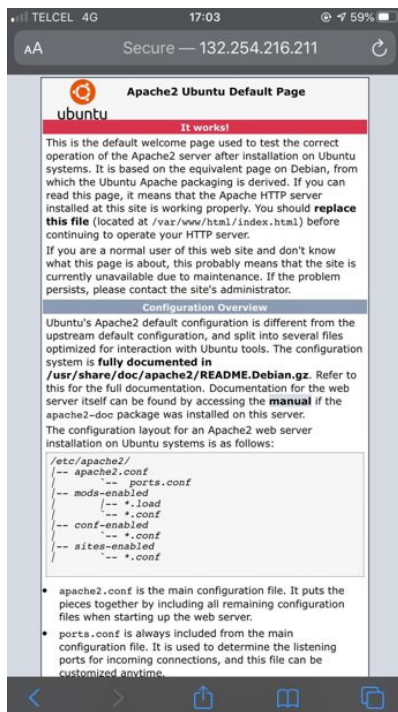 TELCEL 4G 17:03 59%
AA Secure — 132.254.216.211
Apache2 Ubuntu Default Page
ubuntu
It works!
This is the default welcome page used to test the correct
operation of the Apache2 server after installation on Ubuntu
systems. It is based on the equivalent page on Debian, from
which the Ubuntu Apache packaging is derived. If you can
read this page, it means that the Apache HTTP server
installed at this site is working properly. You should replace
this file (located at /var/www/html/index.html) before
continuing to operate your HTTP server.
If you are a normal user of this web site and don't know
what this page is about, this probably means that the site is
currently unavailable due to maintenance. If the problem
persists, please contact the site's administrator.
Configuration Overview
Ubuntu's Apache2 default configuration is different from the
upstream default configuration, and split into several files
optimized for interaction with Ubuntu tools. The configuration
system is fully documented in
/usr/share/doc/apache2/README.Debian.gz. Refer to
this for the full documentation. Documentation for the web
server itself can be found by accessing the manual if the
apache2-doc package was installed on this server.
The configuration layout for an Apache2 web server
installation on Ubuntu systems is as follows:
/etc/apache2/
|-- apache2.conf
|       `--  ports.conf
|-- mods-enabled
|       |-- *.load
|       `-- *.conf
|-- conf-enabled
|       `-- *.conf
|-- sites-enabled
|       `-- *.conf
• apache2.conf is the main configuration file. It puts the
pieces together by including all remaining configuration
files when starting up the web server.
• ports.conf is always included from the main
configuration file. It is used to determine the listening
ports for incoming connections, and this file can be
customized anytime.